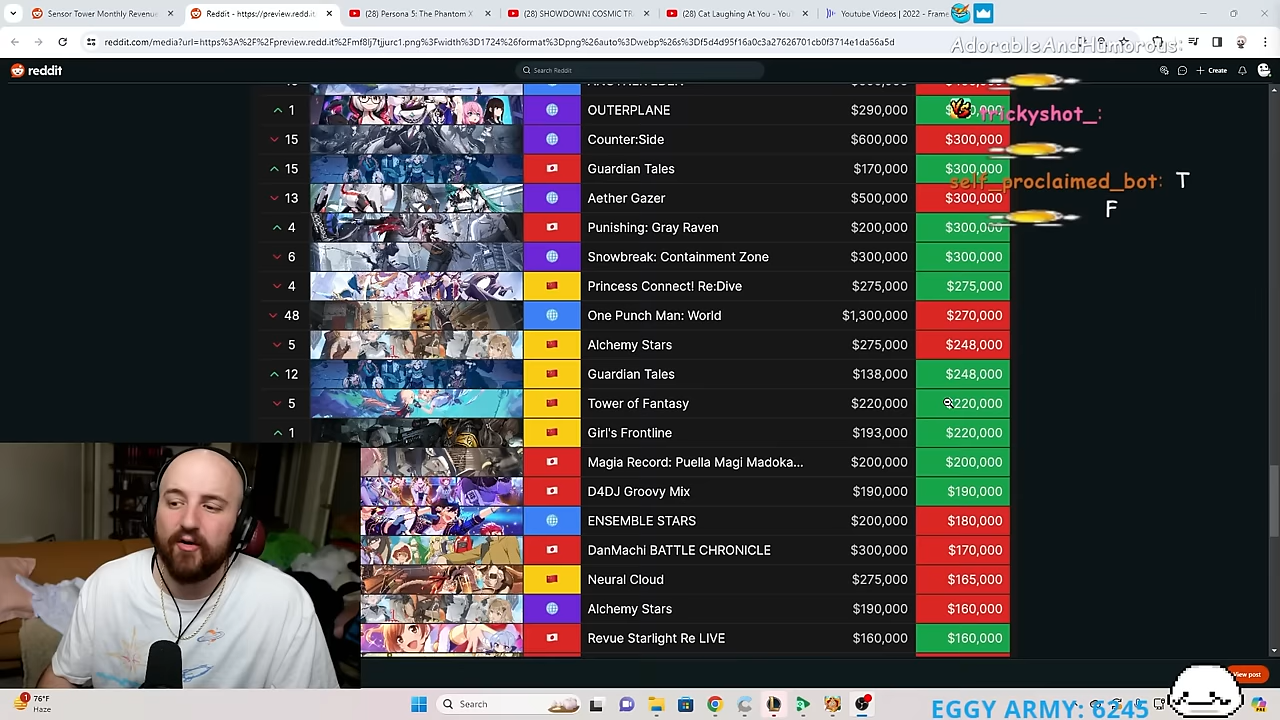 Sensor Tower Monthly Revenue
Reddit - https://preview.redd.it
(28) Persona 5: The Phantom X
(28) SHOWDOWN! COSMIC
Laughing At You - You
Youtube Videos | 2022 - Frame
reddit.com/media?url=https%3A%2F%2Fpreview.redd.it%2Fmf8lj7tjjurc1.png%3Fwidth%3D1724%26format%3Dpng%26auto%3Dwebp%26s%3Df5d4d95f16a0c3a27637701cb0f3714e1da56a5d
AdorableAndHumorous:
reddit
Search Reddit
Create
1 OUTERPLANE $290,000
trickyshot_:
15 Counter:Side $600,000 $300,000
Guardian Tales $170,000 $300,000
self_proclaimed_bot: T
F
13 Aether Gazer $500,000 $300,000
4 Punishing: Gray Raven $200,000 $300,000
6 Snowbreak: Containment Zone $300,000 $300,000
4 Princess Connect! Re:Dive $275,000 $275,000
48 One Punch Man: World $1,300,000 $270,000
5 Alchemy Stars $275,000 $248,000
12 Guardian Tales $138,000 $248,000
5 Tower of Fantasy $220,000 $220,000
1 Girl's Frontline $193,000 $220,000
Magia Record: Puella Magi Madoka... $200,000 $200,000
D4DJ Groovy Mix $190,000 $190,000
ENSEMBLE STARS $200,000 $180,000
DanMachi BATTLE CHRONICLE $300,000 $170,000
Neural Cloud $275,000 $165,000
Alchemy Stars $190,000 $160,000
Revue Starlight Re LIVE $160,000 $160,000
View post
1
76°F
Haze
Search
EGGY ARMY: 6245